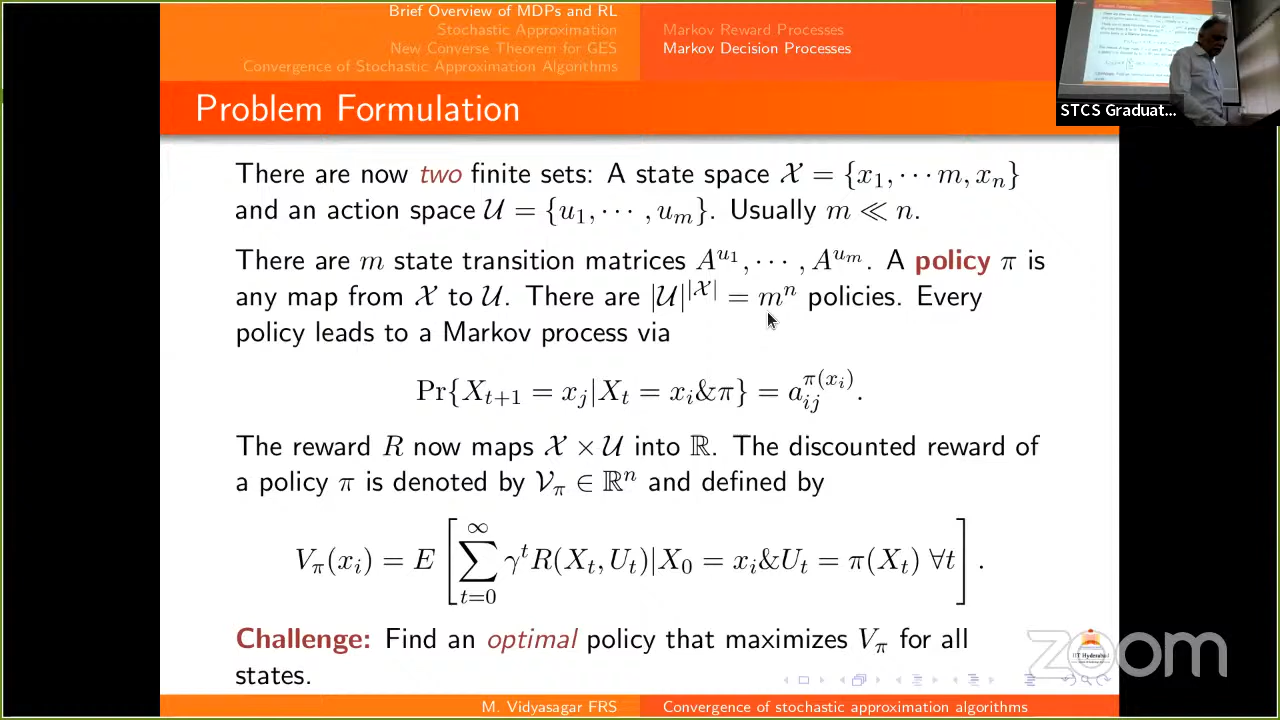 Brief Overview of MDPs and RL
Stochastic Approximation
New Converse Theorem for GES
Convergence of Stochastic Approximation Algorithms
Markov Reward Processes
Markov Decision Processes
STCS Graduat...
Problem Formulation
There are now two finite sets: A state space 𝒳 = {x₁, ⋯ m, xₙ}
and an action space 𝒰 = {u₁, ⋯ , uₘ}. Usually m ≪ n.
There are m state transition matrices A^{u₁}, ⋯ , A^{uₘ}. A policy π is
any map from 𝒳 to 𝒰. There are |𝒰|^{|𝒳|} = mⁿ policies. Every
policy leads to a Markov process via
Pr{X_{t+1} = x_j|X_t = x_i&π} = a_{ij}^{π(x_i)}.
The reward R now maps 𝒳 × 𝒰 into ℝ. The discounted reward of
a policy π is denoted by 𝒱_π ∈ ℝⁿ and defined by
V_π(x_i) = E [∑_{t=0}^{∞} γ^t R(X_t, U_t)|X_0 = x_i&U_t = π(X_t) ∀t] .
Challenge: Find an optimal policy that maximizes V_π for all
states.
IIT Hyderabad
zoom
M. Vidyasagar FRS
Convergence of stochastic approximation algorithms